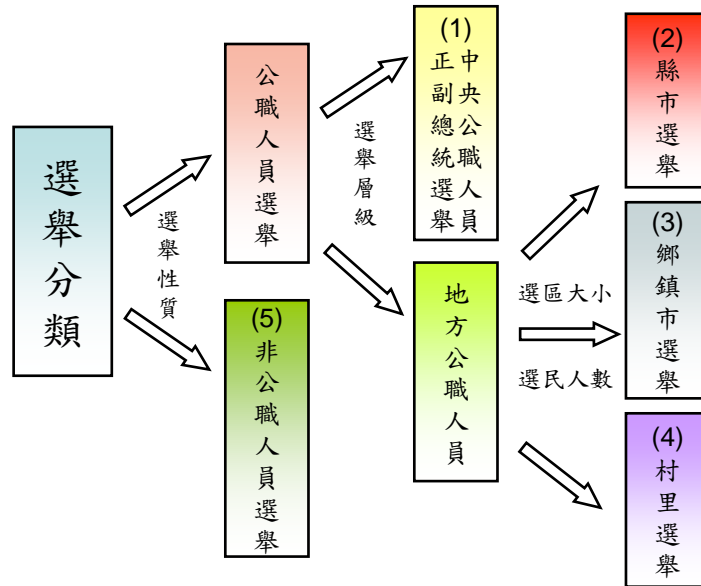 選舉分類
選舉性質
公職人員選舉
(5)
非公職人員選舉
選舉層級
(1)
中央公職人員
正副總統選舉
地方公職人員
選區大小
選民人數
(2)
縣市選舉
(3)
鄉鎮市選舉
(4)
村里選舉